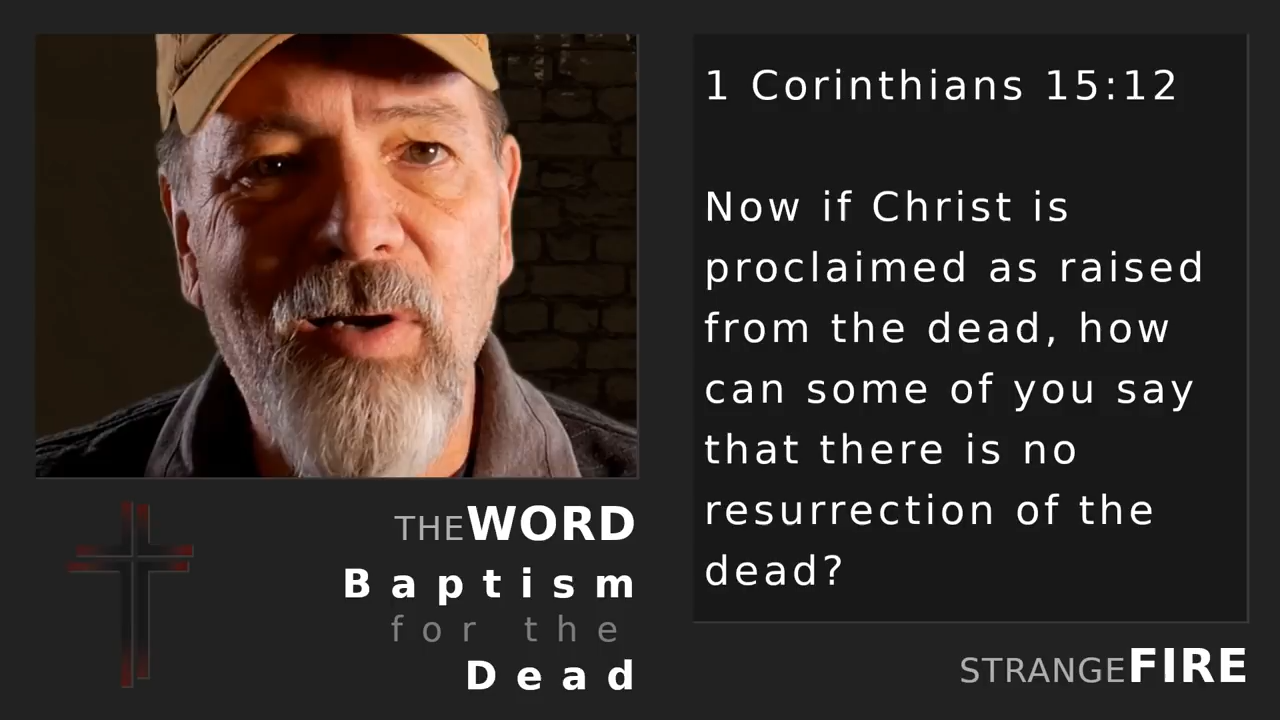 1 Corinthians 15:12
Now if Christ is
proclaimed as raised
from the dead, how
can some of you say
that there is no
resurrection of the
dead?
THEWORD
Baptism
for the
Dead
STRANGEFIRE